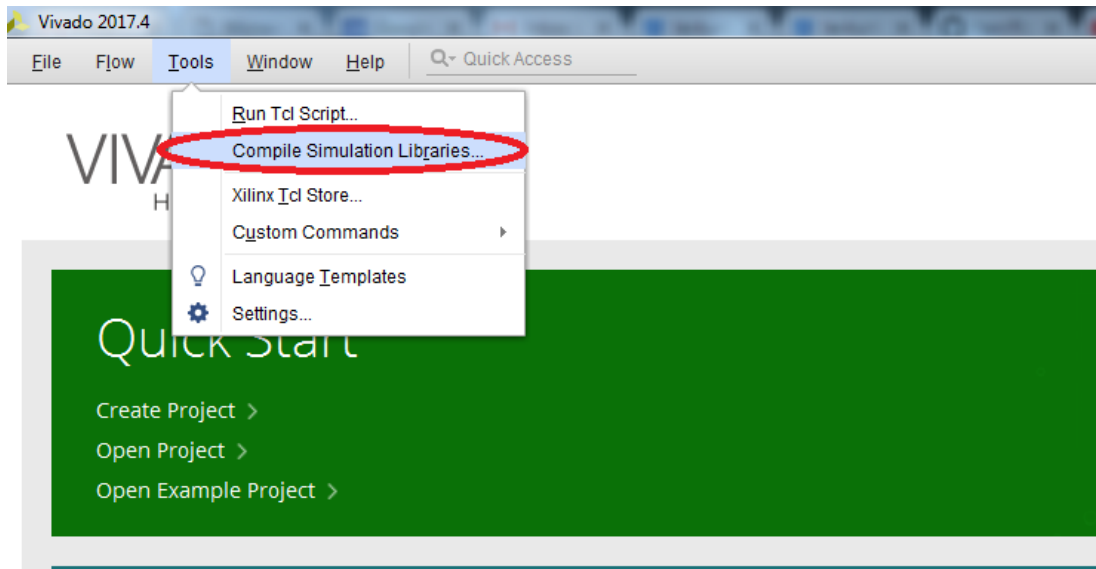 Vivado 2017.4
File Flow Tools Window Help Quick Access
Run Tcl Script...
Compile Simulation Libraries...
Xilinx Tcl Store...
Custom Commands
Language Templates
Settings...
Quick Start
Create Project >
Open Project >
Open Example Project >